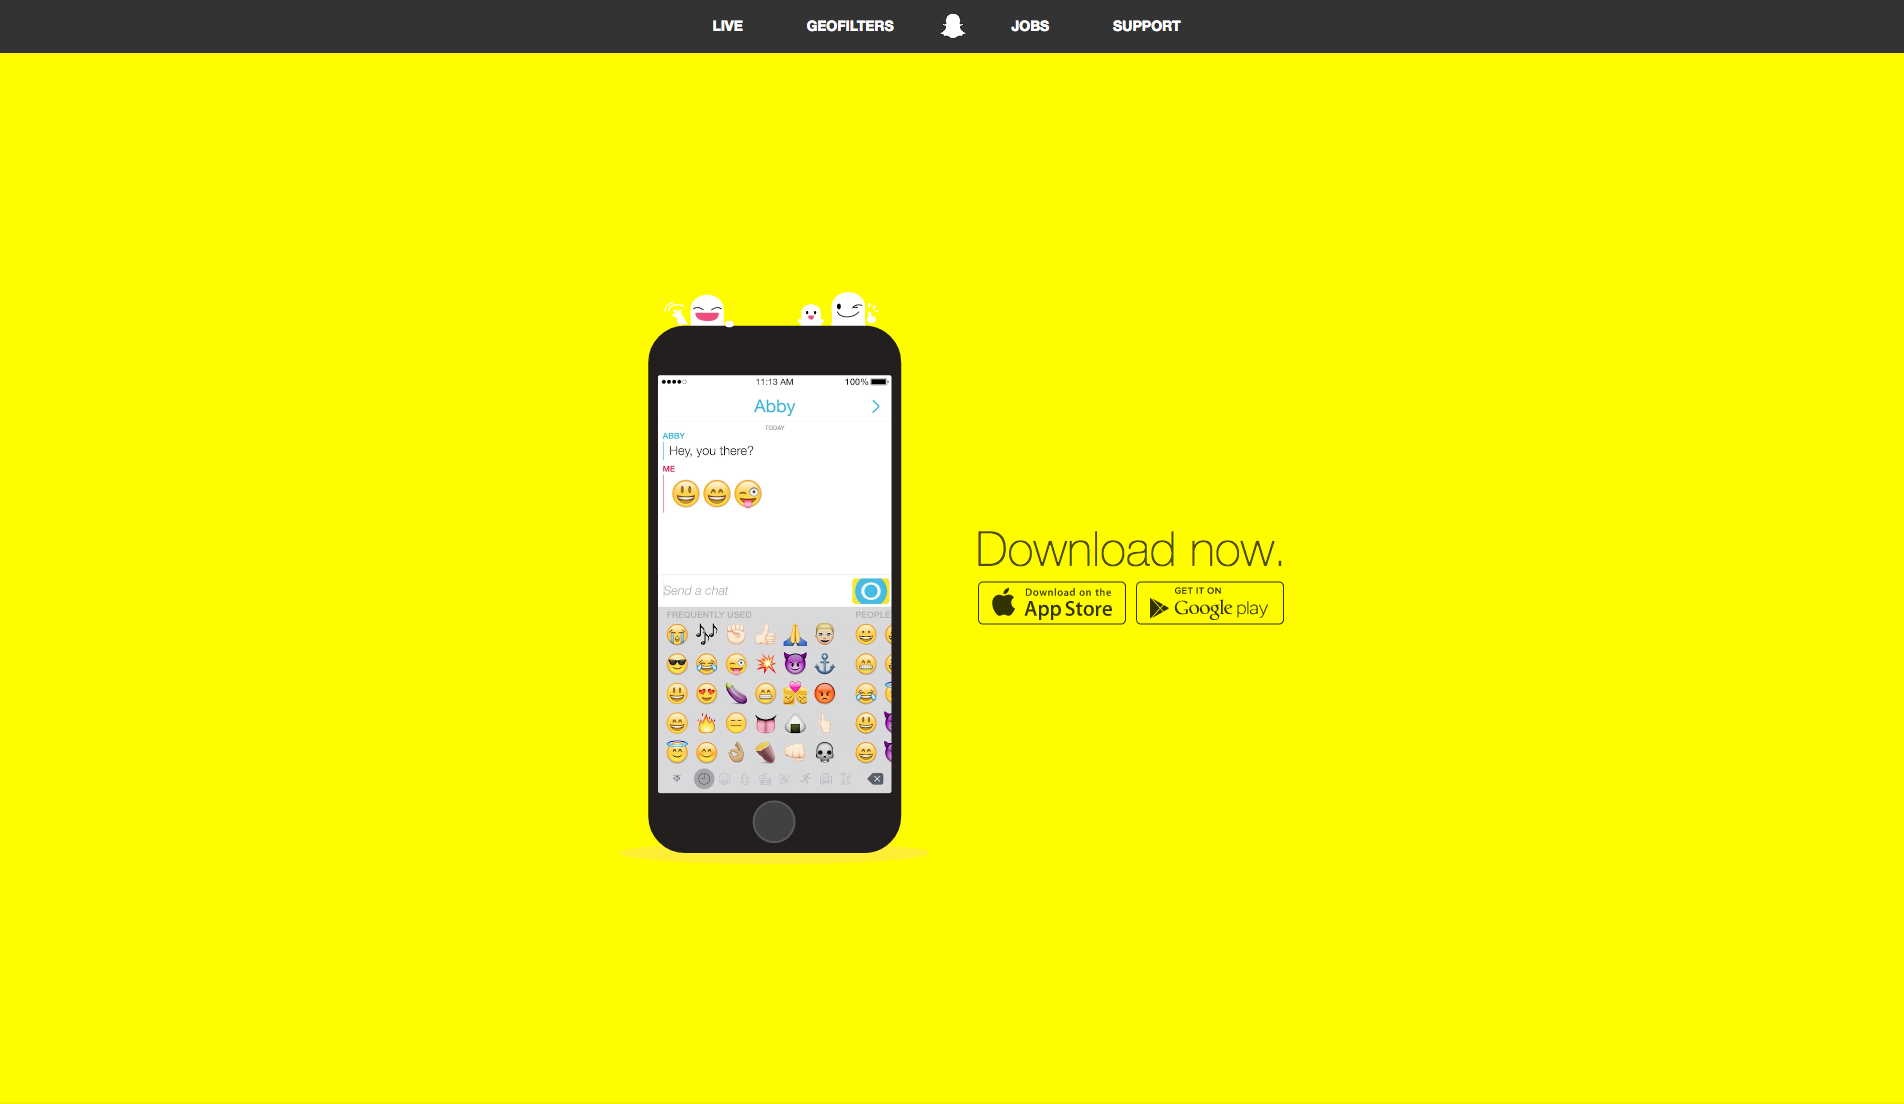 LIVE GEOFILTERS JOBS SUPPORT
11:13 AM 100%
Abby
TODAY
ABBY
Hey, you there?
ME
Send a chat
FREQUENTLY USED PEOPLE
Download now.
Download on the
App Store
GET IT ON
Google play